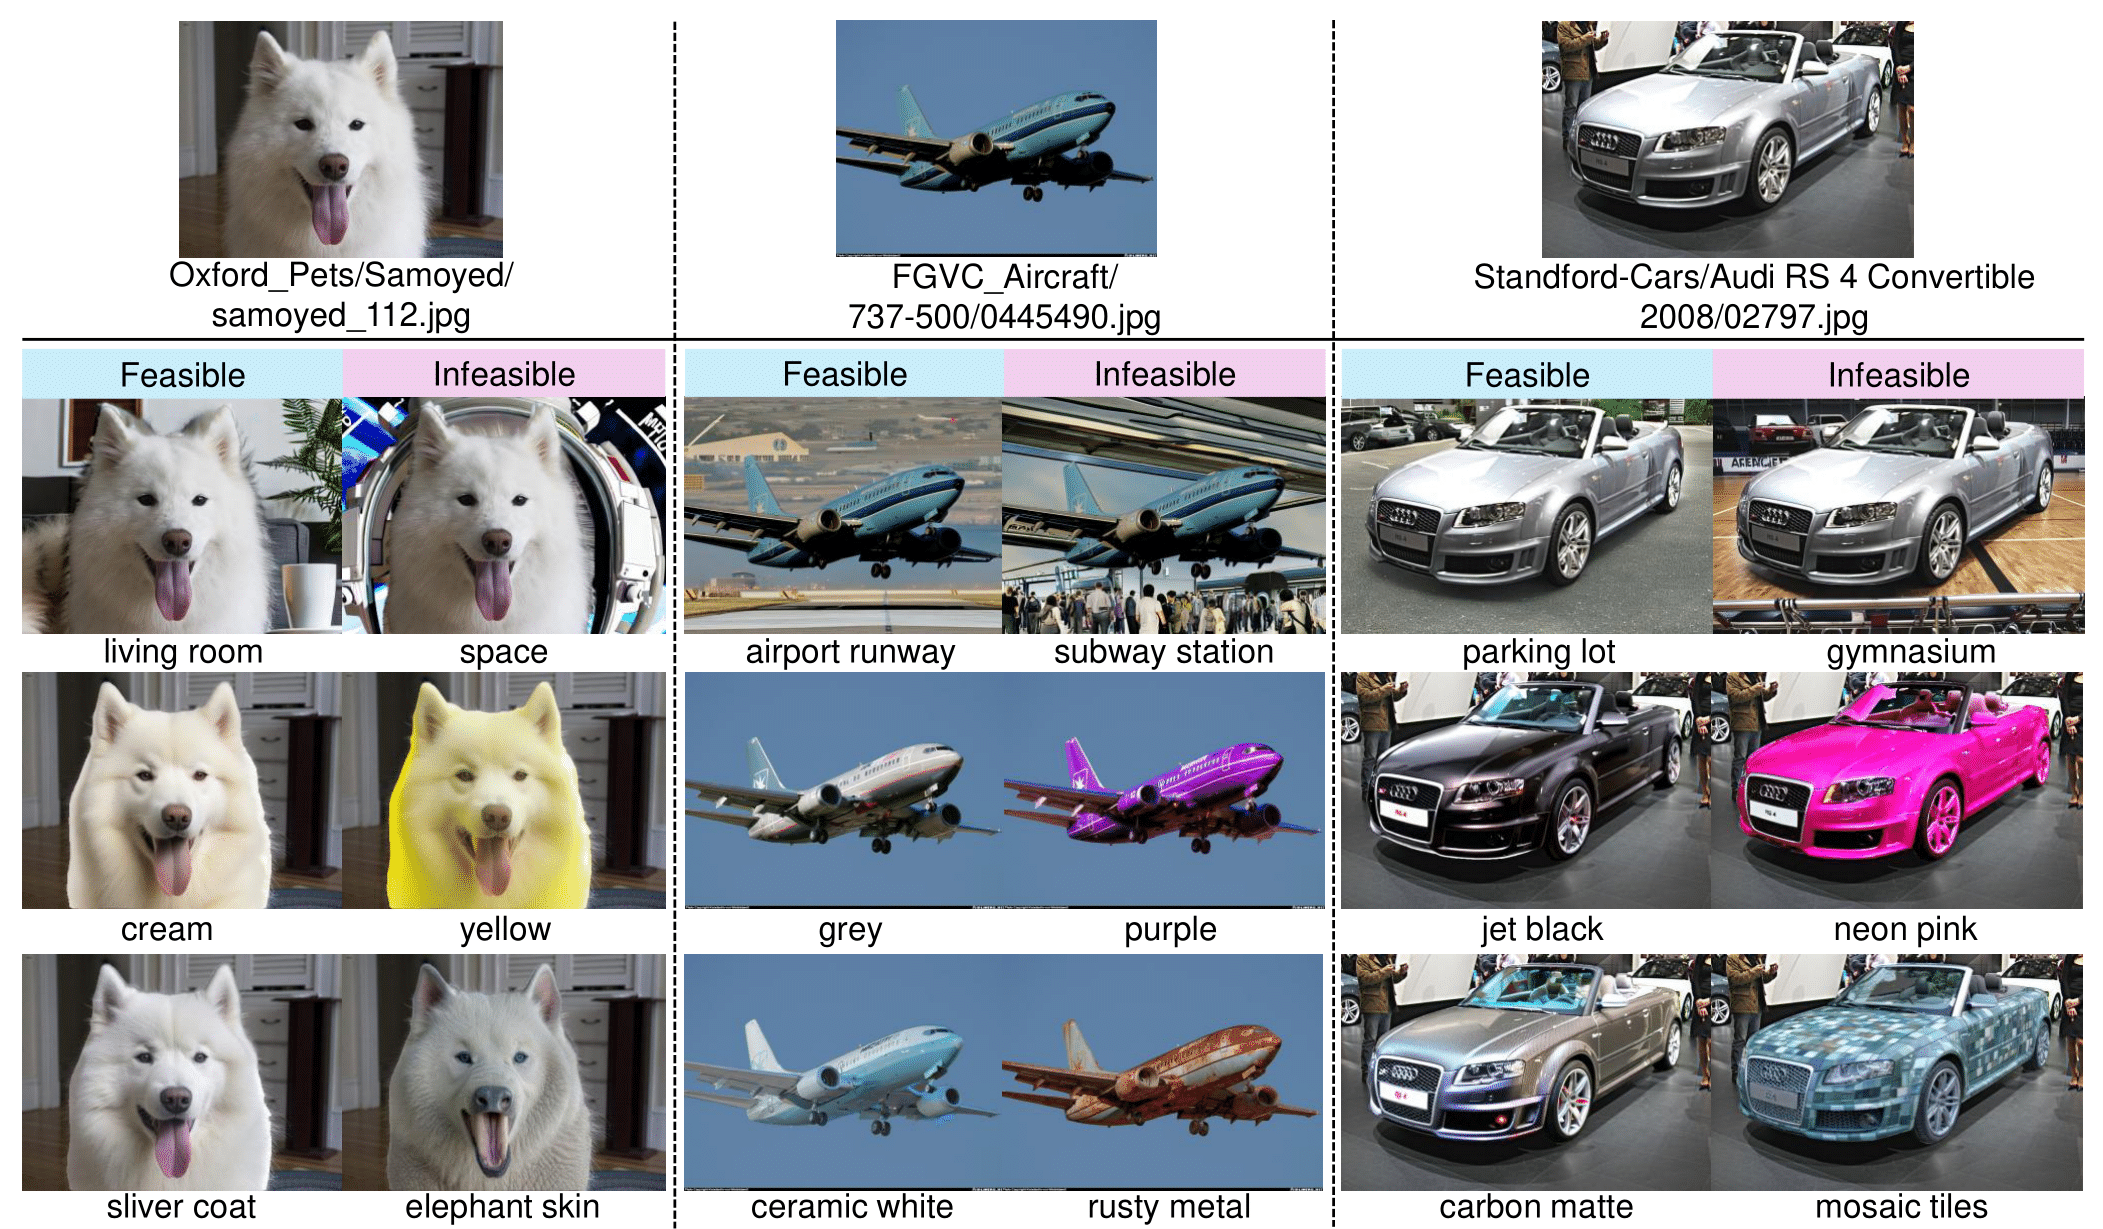 Oxford_Pets/Samoyed/
samoyed_112.jpg
FGVC_Aircraft/
737-500/0445490.jpg
Standford-Cars/Audi RS 4 Convertible
2008/02797.jpg
Feasible
Infeasible
Feasible
Infeasible
Feasible
Infeasible
living room
space
airport runway
subway station
parking lot
gymnasium
cream
yellow
grey
purple
jet black
neon pink
sliver coat
elephant skin
ceramic white
rusty metal
carbon matte
mosaic tiles